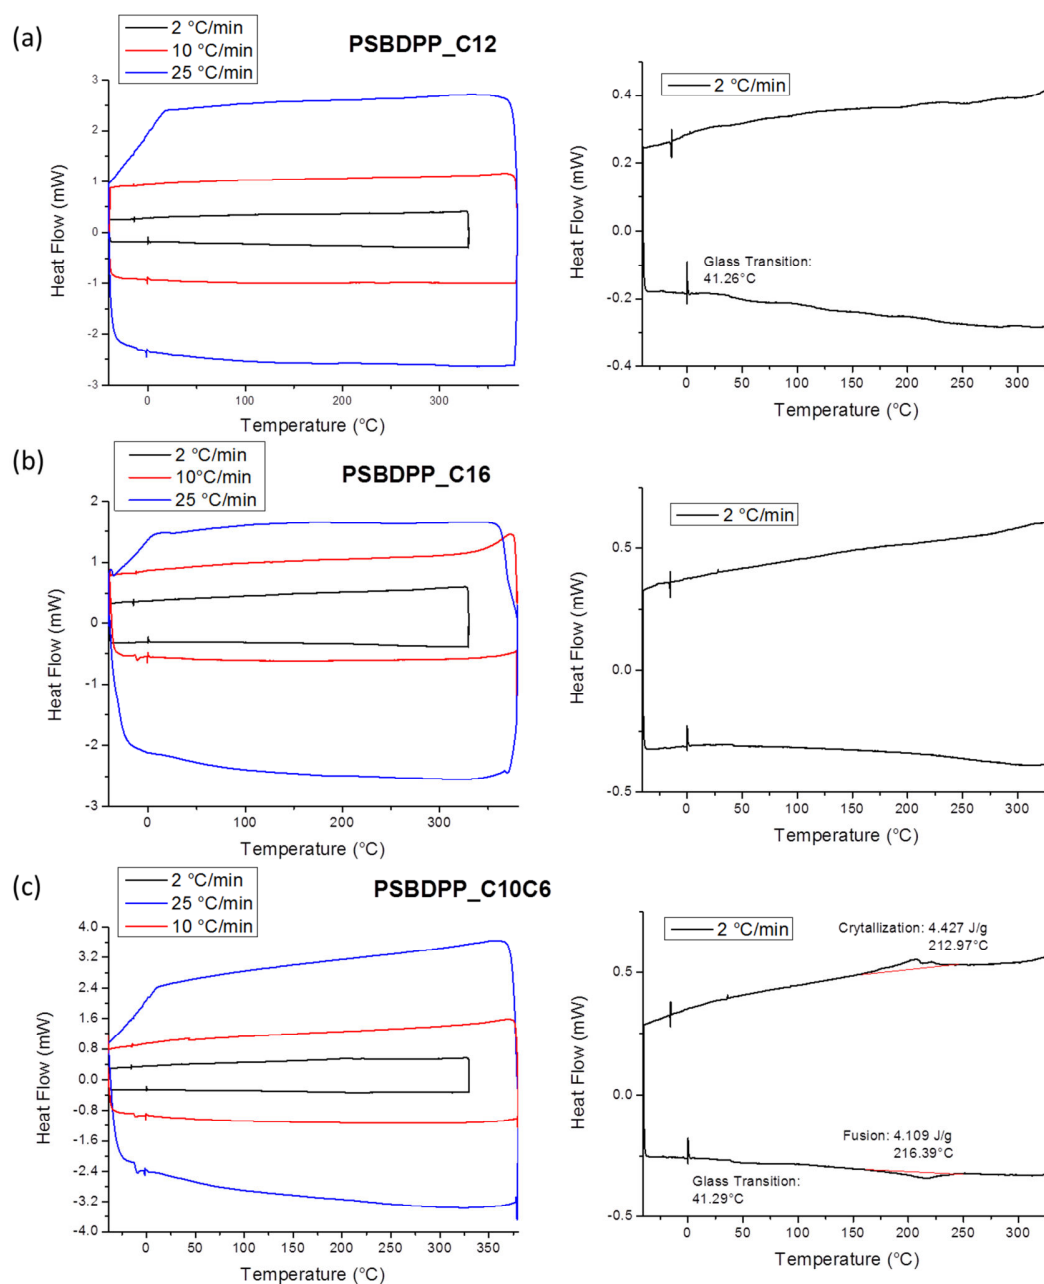 (a)
2 °C/min
10 °C/min
25 °C/min
PSBDPP_C12
3
2
1
0
-1
-2
-3
Heat Flow (mW)
0
100
200
300
Temperature (°C)
2 °C/min
0.4
0.2
0.0
-0.2
-0.4
Heat Flow (mW)
Glass Transition:
41.26°C
0
50
100
150
200
250
300
Temperature (°C)
(b)
2 °C/min
10°C/min
25 °C/min
PSBDPP_C16
2
1
0
-1
-2
-3
Heat Flow (mW)
0
100
200
300
Temperature (°C)
2 °C/min
0.5
0.0
-0.5
Heat Flow (mW)
0
50
100
150
200
250
300
Temperature (°C)
(c)
2 °C/min
25 °C/min
10 °C/min
PSBDPP_C10C6
4.0
3.2
2.4
1.6
0.8
0.0
-0.8
-1.6
-2.4
-3.2
-4.0
Heat Flow (mW)
0
50
100
150
200
250
300
350
Temperature (°C)
2 °C/min
Crytallization: 4.427 J/g
212.97°C
0.5
0.0
-0.5
Heat Flow (mW)
Fusion: 4.109 J/g
216.39°C
Glass Transition:
41.29°C
0
50
100
150
200
250
300
Temperature (°C)